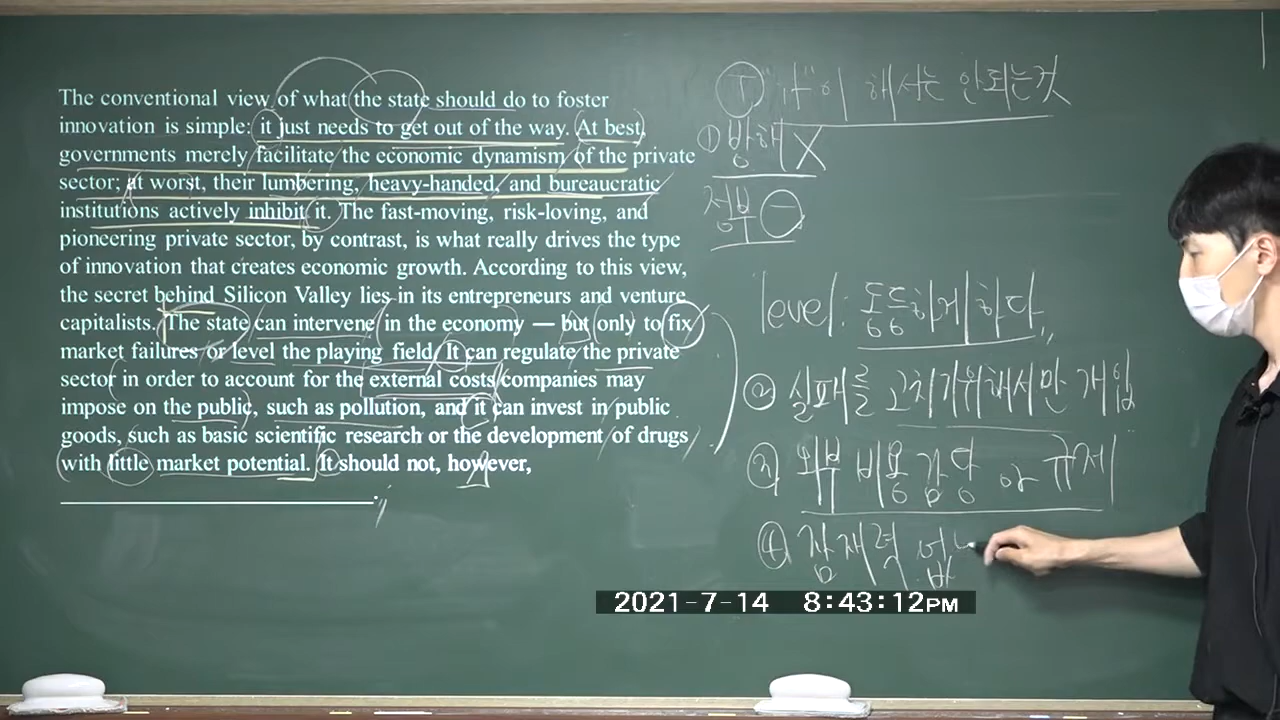 The conventional view of what the state should do to foster
innovation is simple: it just needs to get out of the way. At best,
governments merely facilitate the economic dynamism of the private
sector; at worst, their lumbering, heavy-handed, and bureaucratic
institutions actively inhibit it. The fast-moving, risk-loving, and
pioneering private sector, by contrast, is what really drives the type
of innovation that creates economic growth. According to this view,
the secret behind Silicon Valley lies in its entrepreneurs and venture
capitalists. The state can intervene in the economy — but only to fix
market failures or level the playing field. It can regulate the private
sector in order to account for the external costs companies may
impose on the public, such as pollution, and it can invest in public
goods, such as basic scientific research or the development of drugs
with little market potential. It should not, however,
이 해서는 안되는것
① 방해 X
정부 ㊀
level: 동등하게 하다
② 실패를 고치기위해서만 개입
③ 외부 비용 감당 or 규제
④ 잠재력 없
2021-7-14 8:43:12PM